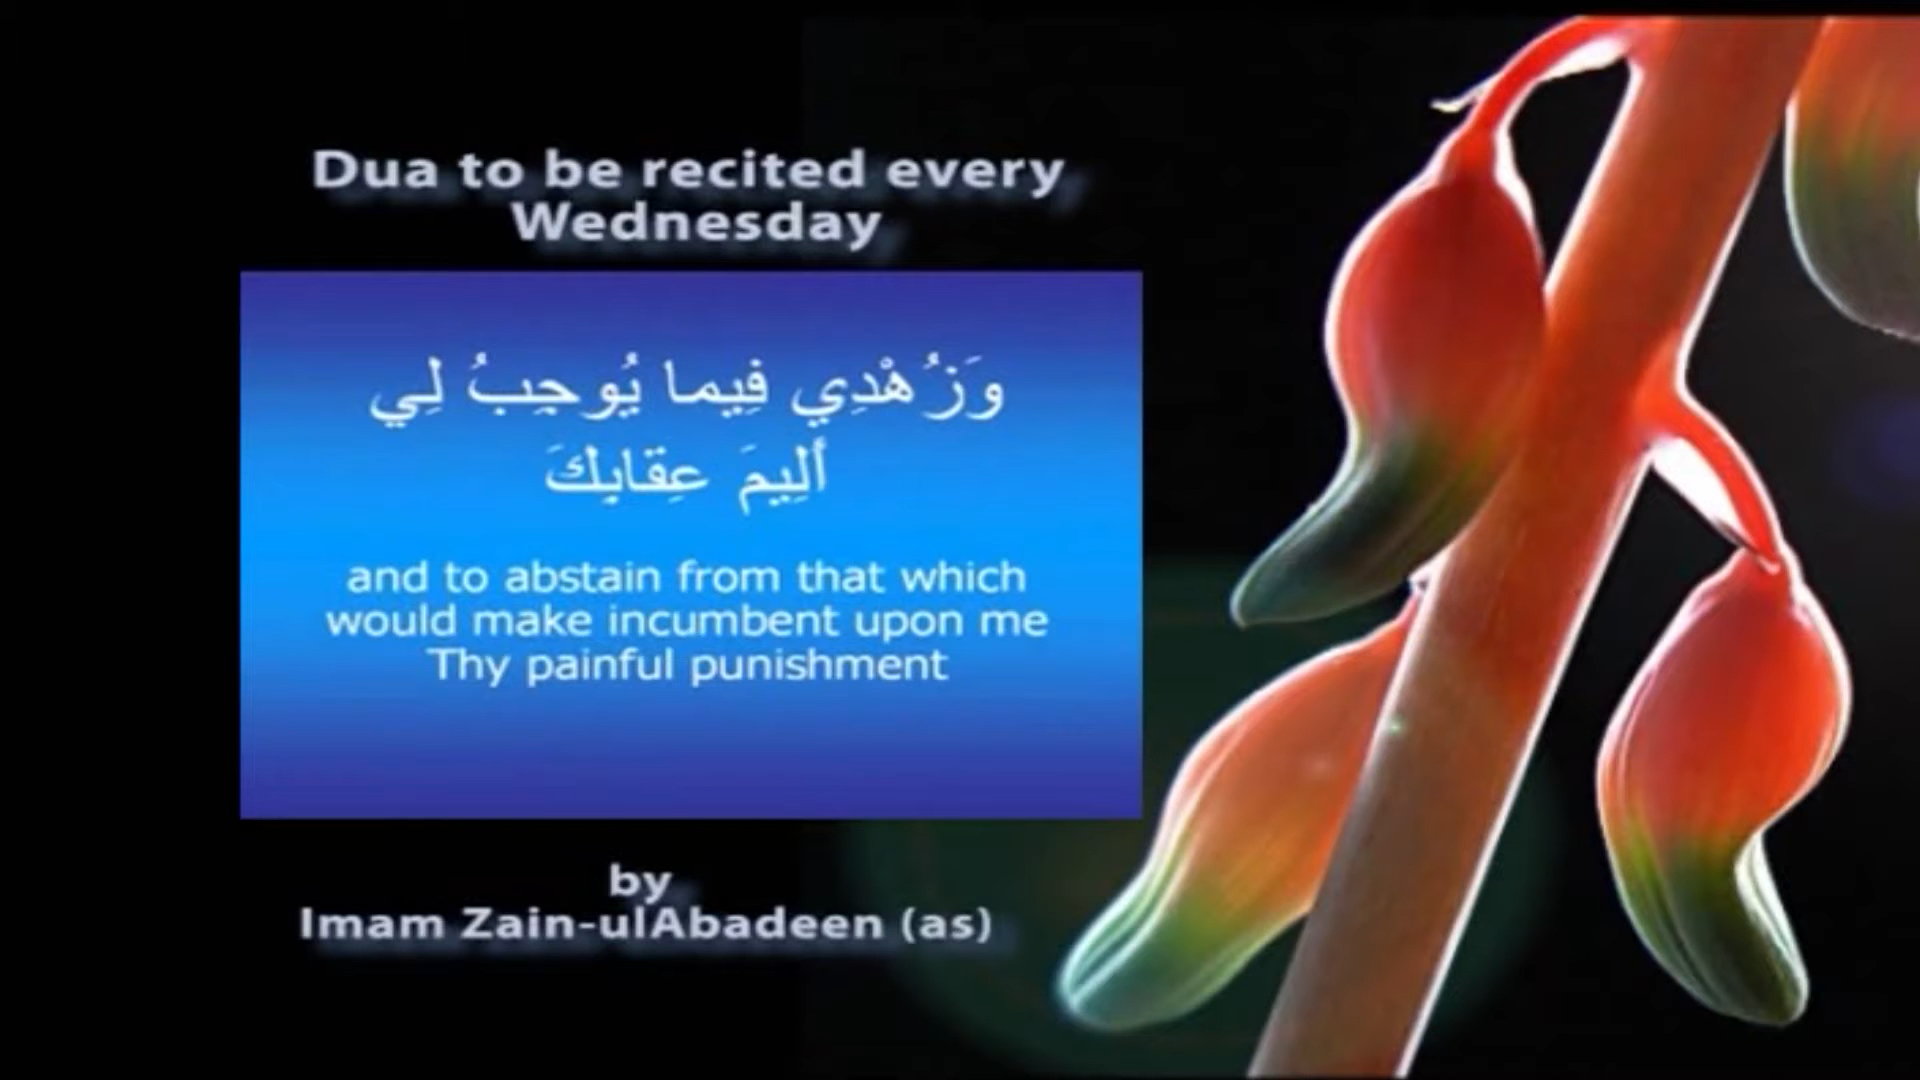 Dua to be recited every
Wednesday
وَزُهْدِي فِيما يُوجِبُ لِي
أَلِيمَ عِقابِكَ
and to abstain from that which
would make incumbent upon me
Thy painful punishment
by
Imam Zain-ulAbadeen (as)